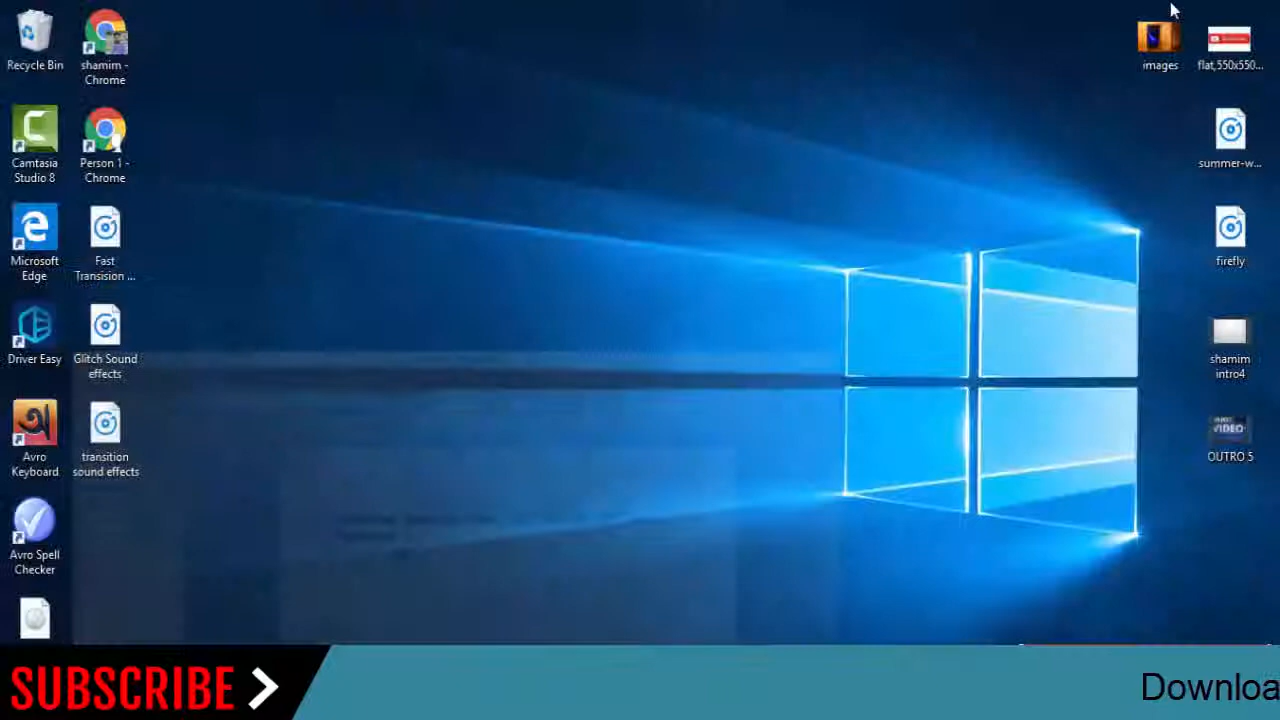 Recycle Bin
shamim -
Chrome
Camtasia
Studio 8
Person 1 -
Chrome
Microsoft
Edge
Fast
Transision ...
Driver Easy
Glitch Sound
effects
Avro
Keyboard
transition
sound effects
Avro Spell
Checker
images
flat,550x550...
summer-w...
firefly
shamim
intro4
VIDEO
OUTRO 5
SUBSCRIBE
Downloa